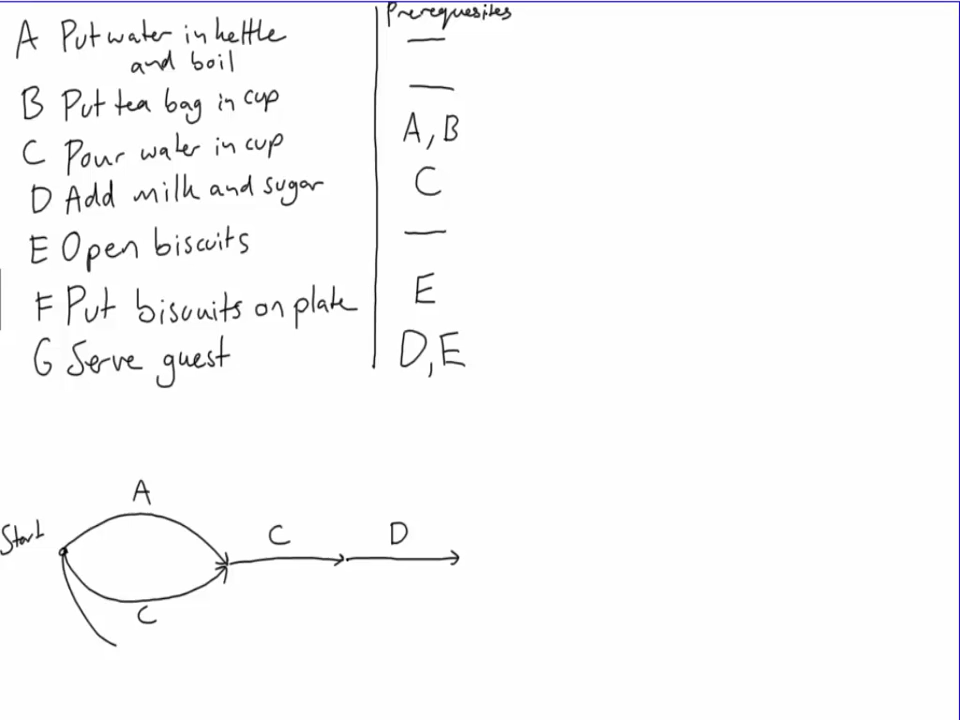 Prerequesites
A Put water in kettle —
and boil
B Put tea bag in cup —
C Pour water in cup A, B
D Add milk and sugar C
E Open biscuits —
F Put biscuits on plate E
G Serve guest D, E
A
Start
C D
C